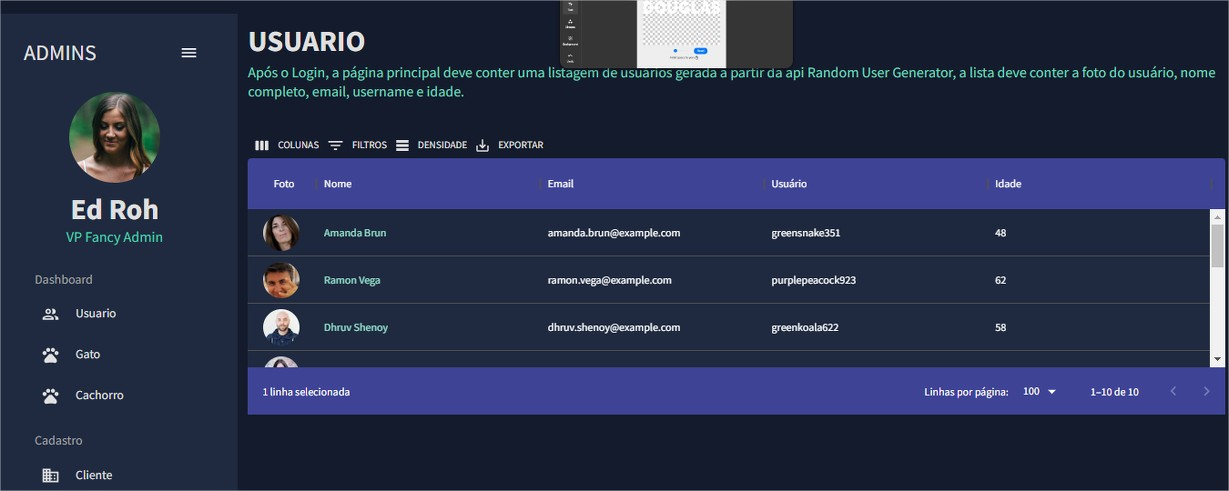 DOUGLAS
ADMINS
USUARIO
Após o Login, a página principal deve conter uma listagem de usuários gerada a partir da api Random User Generator, a lista deve conter a foto do usuário, nome
completo, email, username e idade.
COLUNAS FILTROS DENSIDADE EXPORTAR
Foto Nome Email Usuário Idade
Amanda Brun amanda.brun@example.com greensnake351 48
Ramon Vega ramon.vega@example.com purplepeacock923 62
Dhruv Shenoy dhruv.shenoy@example.com greenkoala622 58
1 linha selecionada Linhas por página: 100 1–10 de 10
Ed Roh
VP Fancy Admin
Dashboard
Usuario
Gato
Cachorro
Cadastro
Cliente